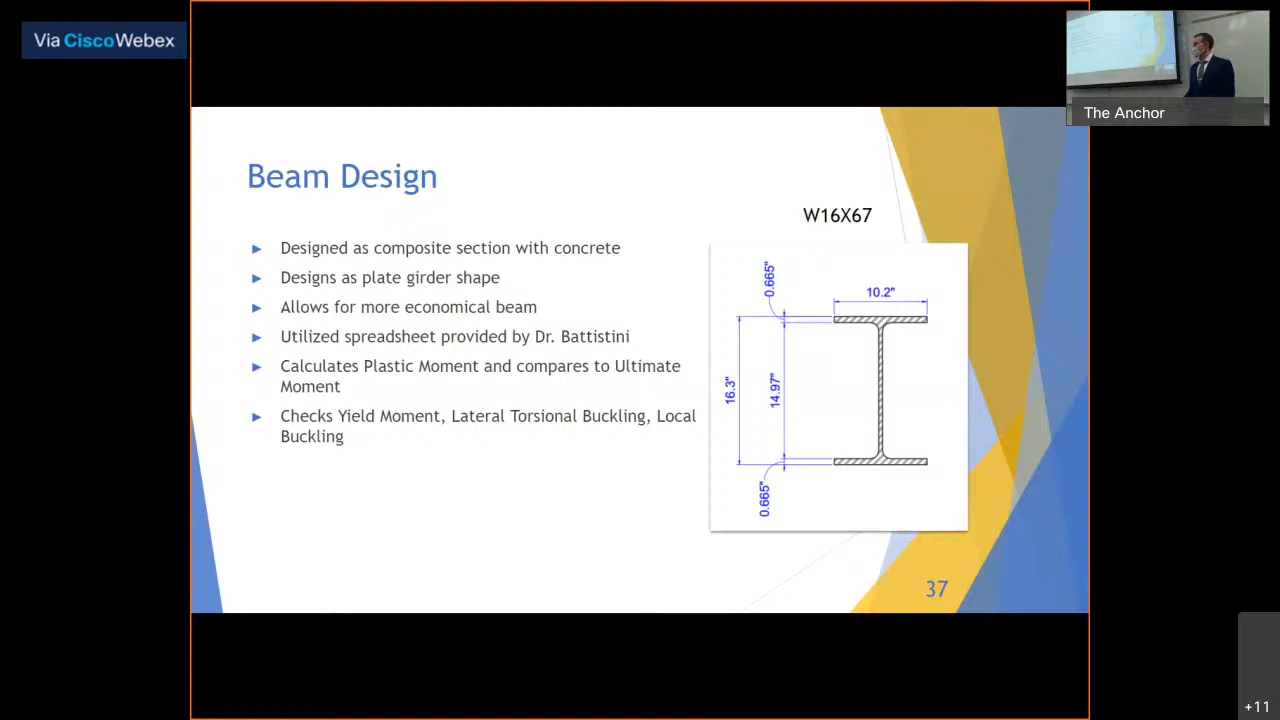 Via CiscoWebex
The Anchor
Beam Design
W16X67
Designed as composite section with concrete
Designs as plate girder shape
Allows for more economical beam
Utilized spreadsheet provided by Dr. Battistini
Calculates Plastic Moment and compares to Ultimate
Moment
Checks Yield Moment, Lateral Torsional Buckling, Local
Buckling
0.665"
10.2"
16.3"
14.97"
0.665"
37
+11